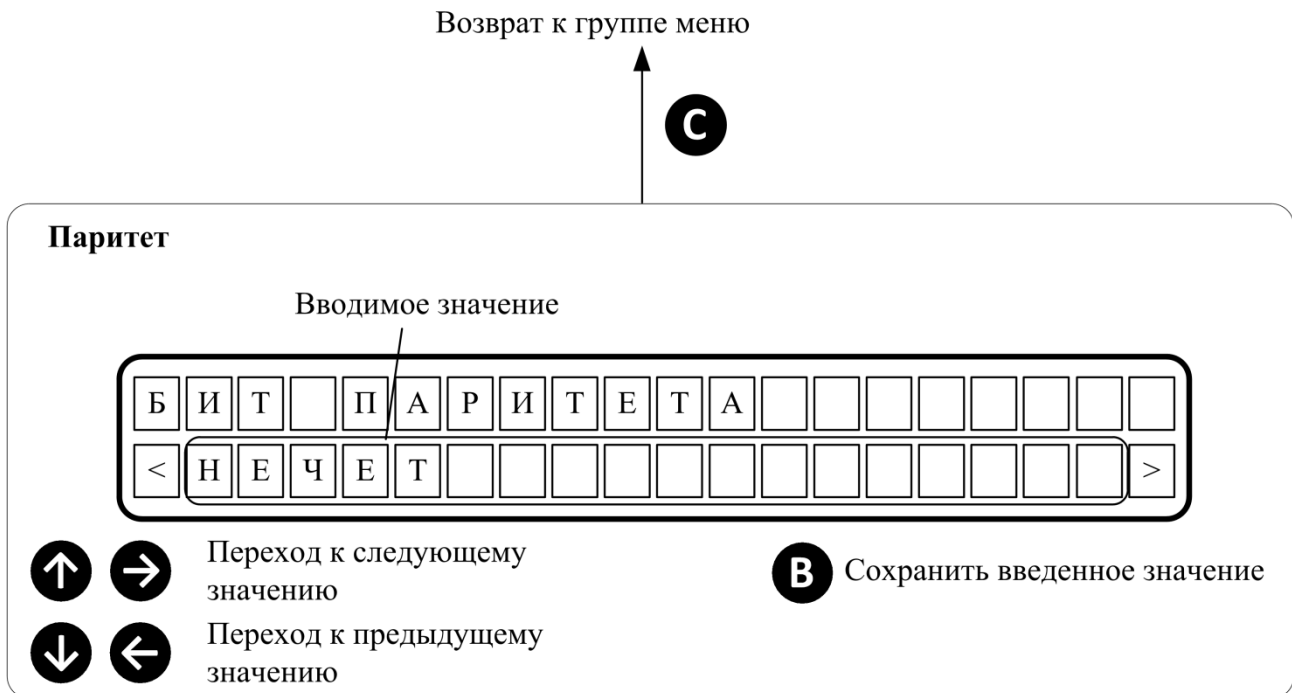 Возврат к группе меню
C
Паритет
Вводимое значение
БИТ ПАРИТЕТА
< НЕЧЕТ >
↑ → Переход к следующему
значению
B Сохранить введенное значение
↓ ← Переход к предыдущему
значению